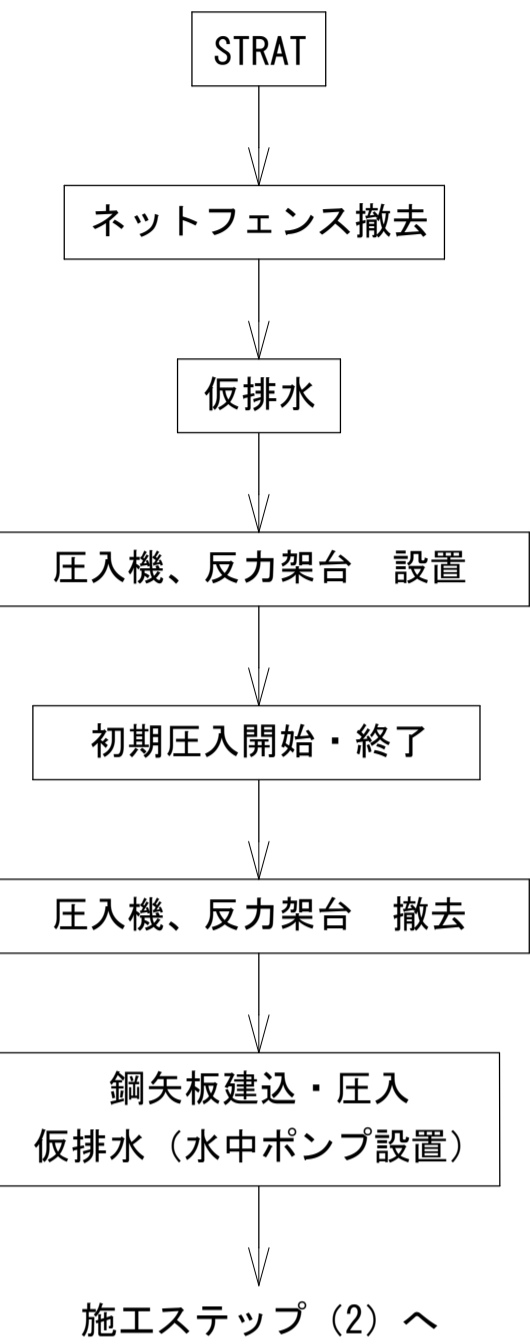 STRAT
ネットフェンス撤去
仮排水
圧入機、反力架台　設置
初期圧入開始・終了
圧入機、反力架台　撤去
鋼矢板建込・圧入
仮排水（水中ポンプ設置）
施工ステップ（2）へ